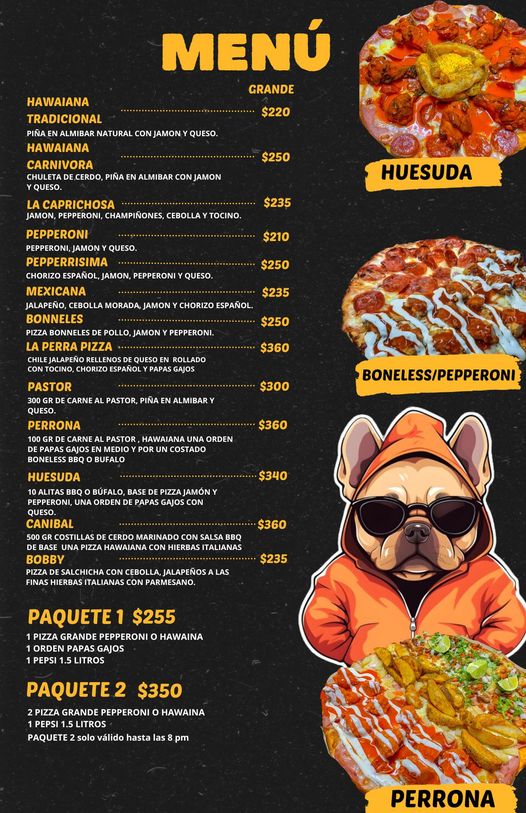 MENÚ
GRANDE
HAWAIANA
TRADICIONAL $220
PIÑA EN ALMIBAR NATURAL CON JAMON Y QUESO.
HAWAIANA
CARNIVORA $250
CHULETA DE CERDO, PIÑA EN ALMIBAR CON JAMON
Y QUESO.
LA CAPRICHOSA $235
JAMON, PEPPERONI, CHAMPIÑONES, CEBOLLA Y TOCINO.
PEPPERONI $210
PEPPERONI, JAMON Y QUESO.
PEPPERRISIMA $250
CHORIZO ESPAÑOL, JAMON, PEPPERONI Y QUESO.
MEXICANA $235
JALAPEÑO, CEBOLLA MORADA, JAMON Y CHORIZO ESPAÑOL.
BONNELES $250
PIZZA BONNELES DE POLLO, JAMON Y PEPPERONI.
LA PERRA PIZZA $360
CHILE JALAPEÑO RELLENOS DE QUESO EN ROLLADO
CON TOCINO, CHORIZO ESPAÑOL Y PAPAS GAJOS
PASTOR $300
300 GR DE CARNE AL PASTOR, PIÑA EN ALMIBAR Y
QUESO.
PERRONA $360
100 GR DE CARNE AL PASTOR , HAWAIANA UNA ORDEN
DE PAPAS GAJOS EN MEDIO Y POR UN COSTADO
BONELESS BBQ O BUFALO
HUESUDA $340
10 ALITAS BBQ O BÚFALO, BASE DE PIZZA JAMÓN Y
PEPPERONI, UNA ORDEN DE PAPAS GAJOS CON
QUESO.
CANIBAL $360
500 GR COSTILLAS DE CERDO MARINADO CON SALSA BBQ
DE BASE UNA PIZZA HAWAIANA CON HIERBAS ITALIANAS
BOBBY $235
PIZZA DE SALCHICHA CON CEBOLLA, JALAPEÑOS A LAS
FINAS HIERBAS ITALIANAS CON PARMESANO.
PAQUETE 1 $255
1 PIZZA GRANDE PEPPERONI O HAWAINA
1 ORDEN PAPAS GAJOS
1 PEPSI 1.5 LITROS
PAQUETE 2 $350
2 PIZZA GRANDE PEPPERONI O HAWAINA
1 PEPSI 1.5 LITROS
PAQUETE 2 solo válido hasta las 8 pm
HUESUDA
BONELESS/PEPPERONI
PERRONA